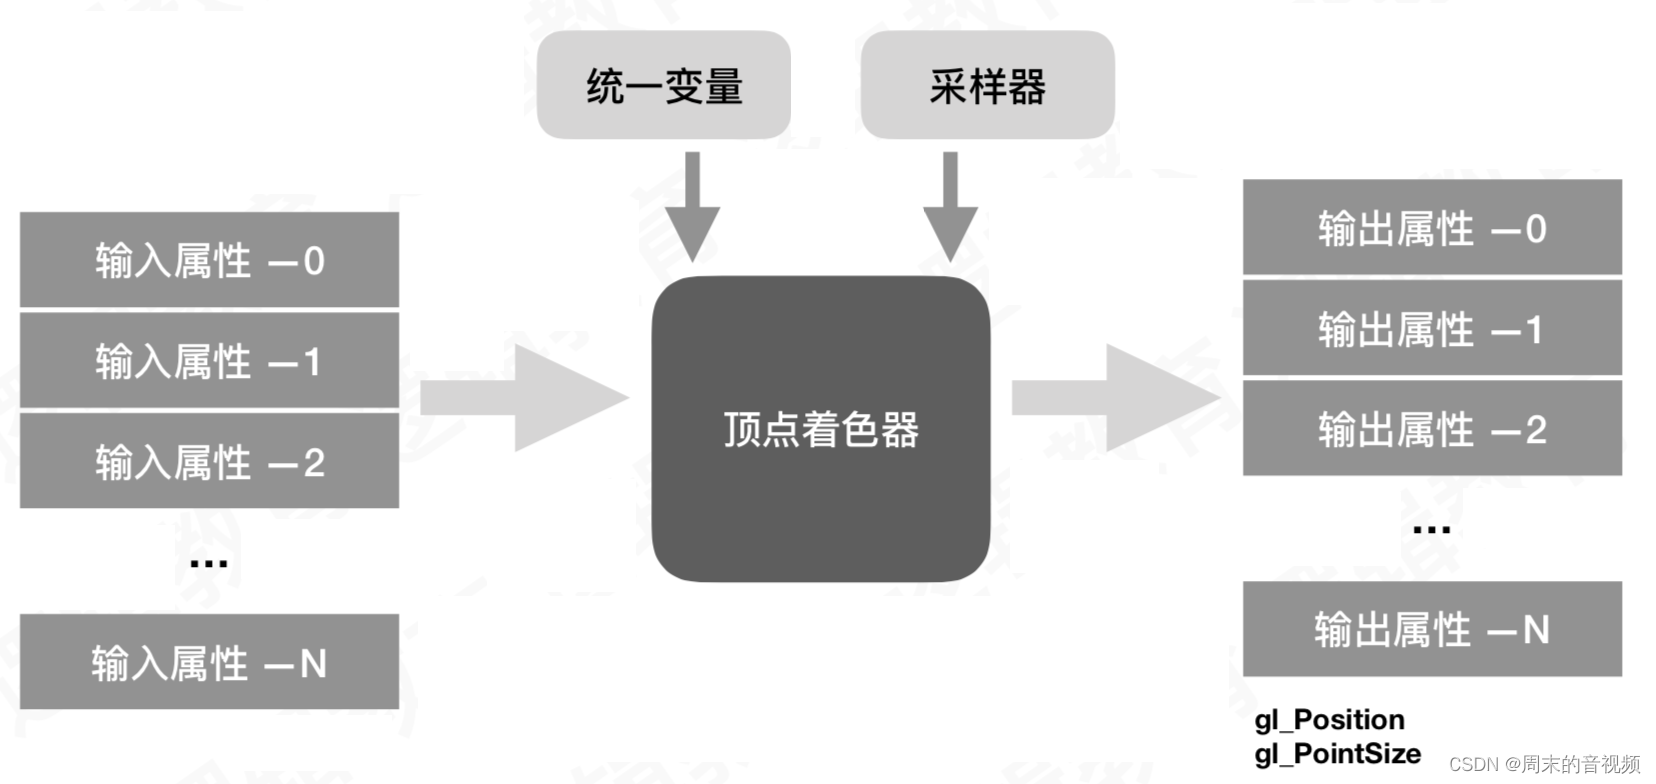 统一变量
采样器
输入属性 —0
输入属性 —1
输入属性 —2
...
输入属性 —N
顶点着色器
输出属性 —0
输出属性 —1
输出属性 —2
...
输出属性 —N
gl_Position
gl_PointSize
CSDN @周末的音视频